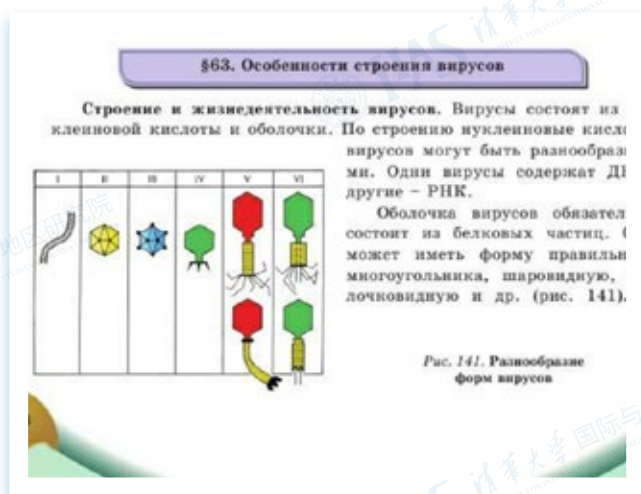 §63. Особенности строения вирусов
Строение и жизнедеятельность вирусов. Вирусы состоят из
клеиновой кислоты и оболочки. По строению нуклеиновые кисл
вирусов могут быть разнообраз
ми. Одни вирусы содержат ДН
другие – РНК.
I II III IV V VI
Оболочка вирусов обязател
состоит из белковых частиц.
может иметь форму правильн
многоугольника, шаровидную,
лочковидную и др. (рис. 141).
Рис. 141. Разнообразие
форм вирусов